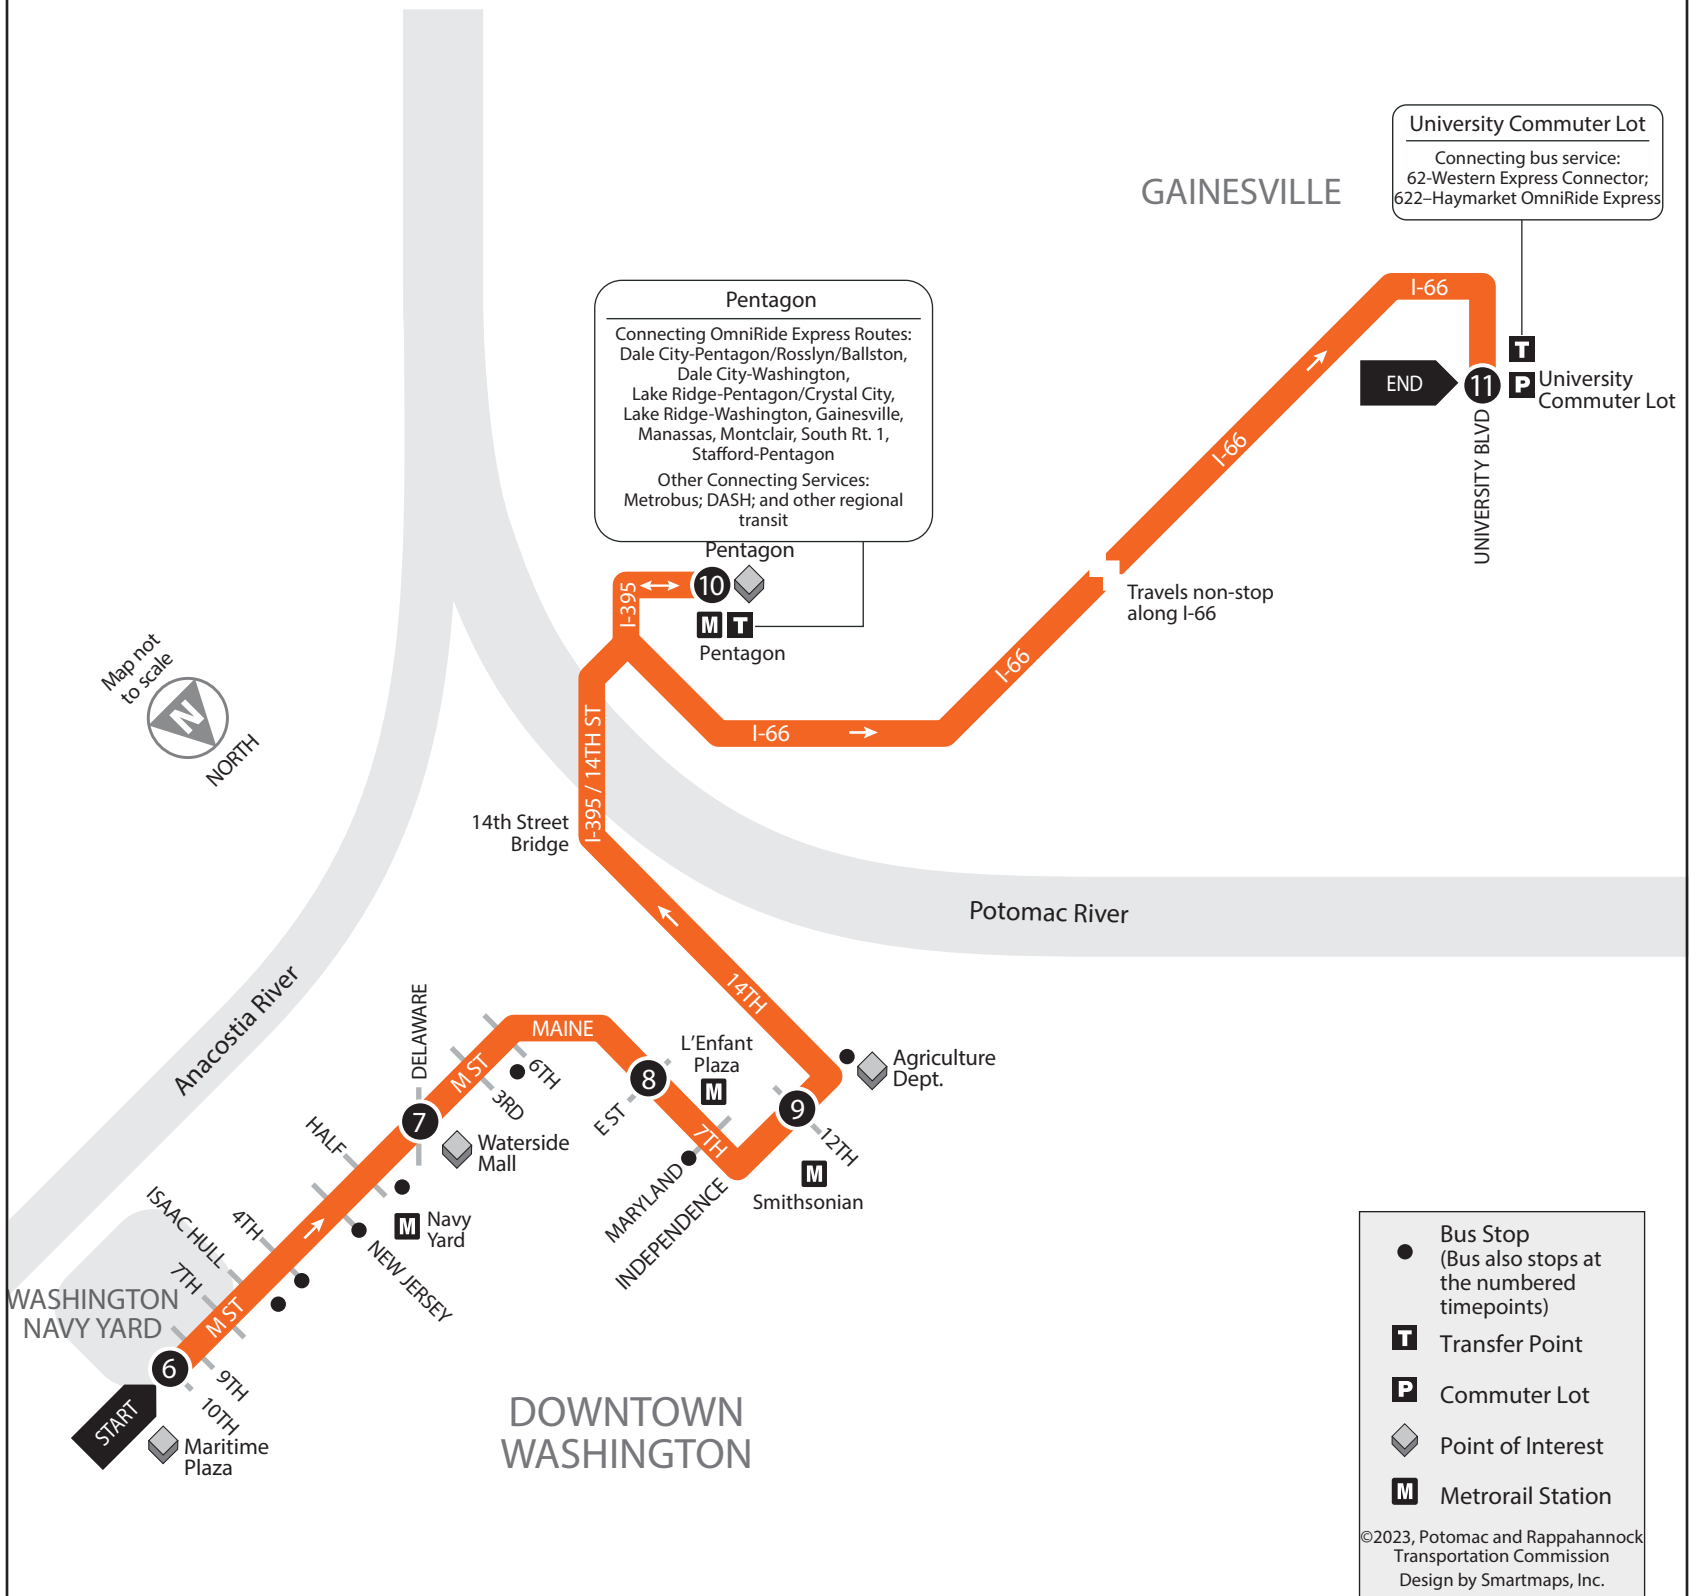 University Commuter Lot
Connecting bus service:
62-Western Express Connector;
622–Haymarket OmniRide Express
GAINESVILLE
Pentagon
Connecting OmniRide Express Routes:
Dale City-Pentagon/Rosslyn/Ballston,
Dale City-Washington,
Lake Ridge-Pentagon/Crystal City,
Lake Ridge-Washington, Gainesville,
Manassas, Montclair, South Rt. 1,
Stafford-Pentagon
Other Connecting Services:
Metrobus; DASH; and other regional
transit
I-66
T
END
11
P
University
Commuter Lot
UNIVERSITY BLVD
I-66
Travels non-stop
along I-66
I-66
I-66
Pentagon
10
I-395
M
T
Pentagon
Map not
to scale
N
NORTH
I-395 / 14TH ST
14th Street
Bridge
Potomac River
Anacostia River
14TH
DELAWARE
MAINE
L'Enfant
Plaza
M
Agriculture
Dept.
M ST
6TH
3RD
8
E ST
7
9
12TH
7TH
HALF
Waterside
Mall
MARYLAND
INDEPENDENCE
M
Smithsonian
ISAAC HULL
4TH
M
Navy
Yard
NEW JERSEY
7TH
WASHINGTON
NAVY YARD
M ST
6
9TH
10TH
START
Maritime
Plaza
DOWNTOWN
WASHINGTON
Bus Stop
(Bus also stops at
the numbered
timepoints)
T
Transfer Point
P
Commuter Lot
Point of Interest
M
Metrorail Station
©2023, Potomac and Rappahannock
Transportation Commission
Design by Smartmaps, Inc.